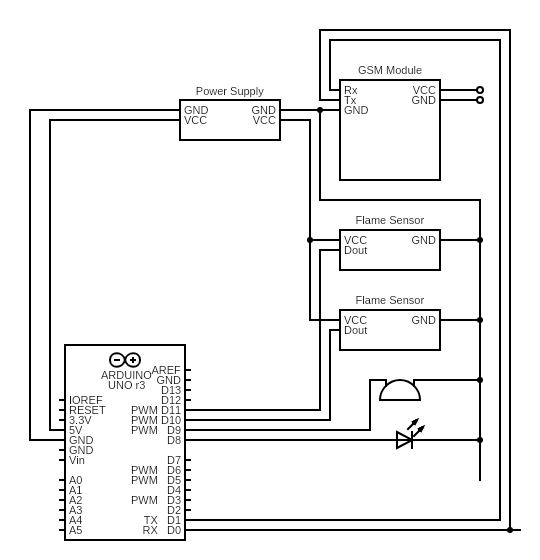 GSM Module
Power Supply
Rx VCC
Tx GND
GND
GND GND
VCC VCC
Flame Sensor
VCC GND
Dout
Flame Sensor
VCC GND
Dout
ARDUINO
UNO r3
AREF
GND
D13
IOREF D12
RESET PWM D11
3.3V PWM D10
5V PWM D9
GND D8
GND
Vin D7
PWM D6
A0 PWM D5
A1 D4
A2 PWM D3
A3 D2
A4 TX D1
A5 RX D0